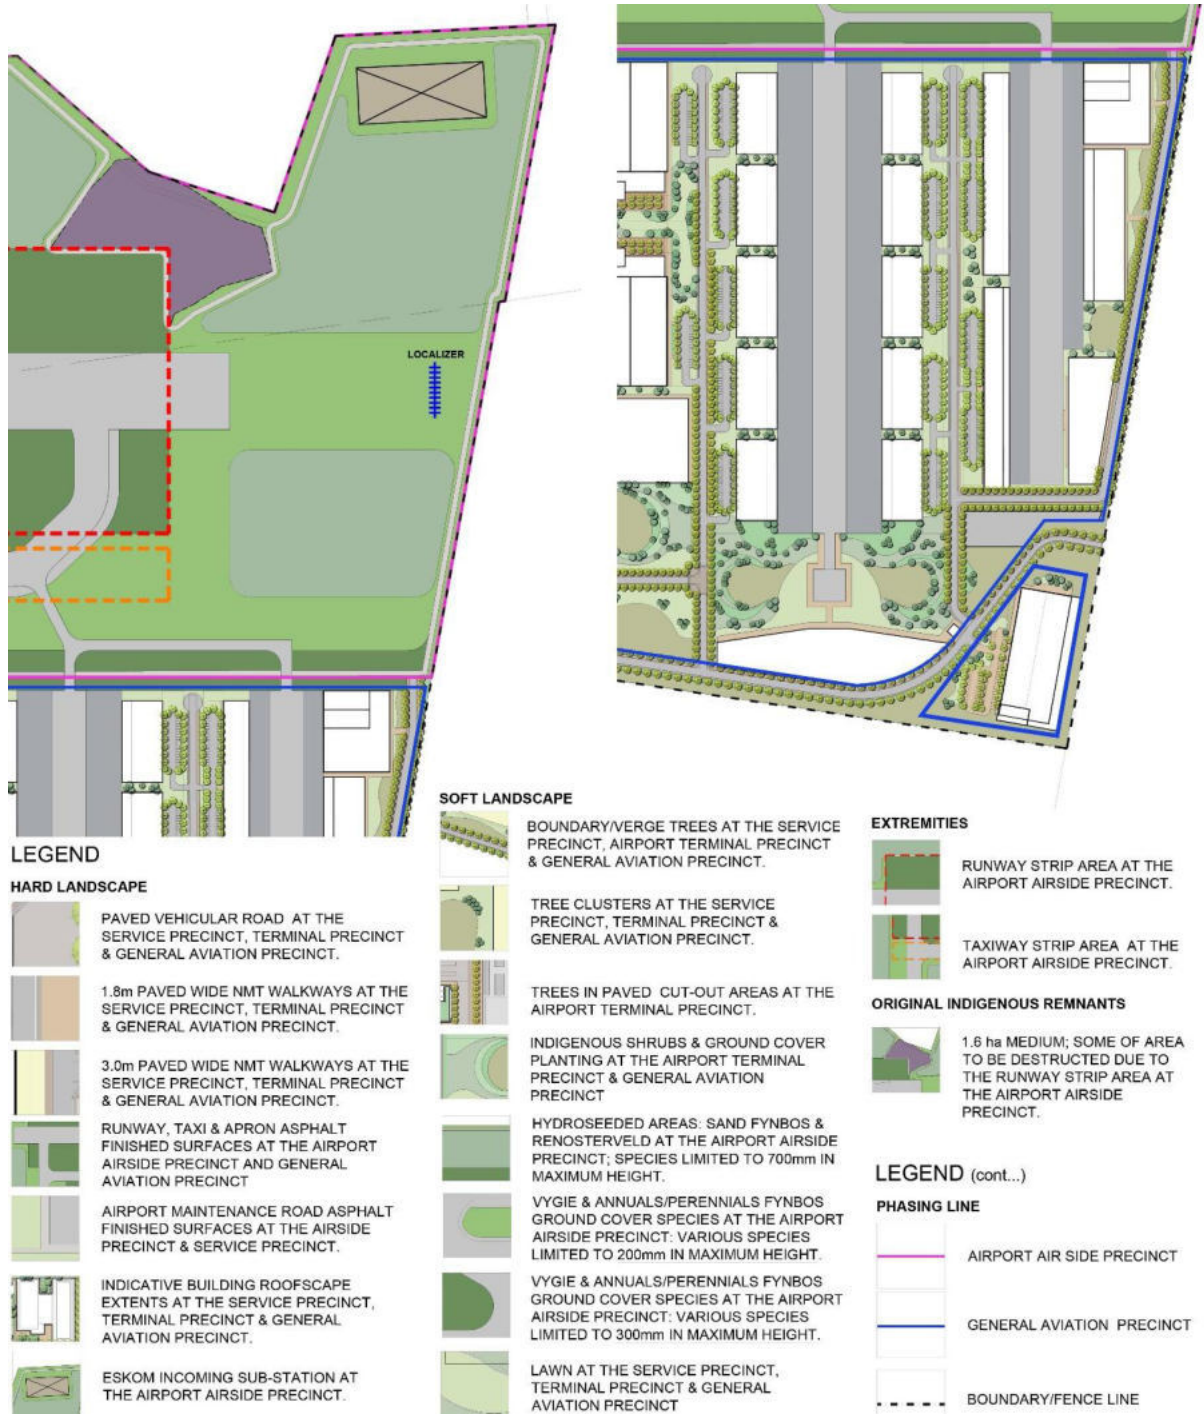 LOCALIZER
LEGEND
HARD LANDSCAPE
PAVED VEHICULAR ROAD AT THE
SERVICE PRECINCT, TERMINAL PRECINCT
& GENERAL AVIATION PRECINCT.
1.8m PAVED WIDE NMT WALKWAYS AT THE
SERVICE PRECINCT, TERMINAL PRECINCT
& GENERAL AVIATION PRECINCT.
3.0m PAVED WIDE NMT WALKWAYS AT THE
SERVICE PRECINCT, TERMINAL PRECINCT
& GENERAL AVIATION PRECINCT.
RUNWAY, TAXI & APRON ASPHALT
FINISHED SURFACES AT THE AIRPORT
AIRSIDE PRECINCT AND GENERAL
AVIATION PRECINCT
AIRPORT MAINTENANCE ROAD ASPHALT
FINISHED SURFACES AT THE AIRSIDE
PRECINCT & SERVICE PRECINCT.
INDICATIVE BUILDING ROOFSCAPE
EXTENTS AT THE SERVICE PRECINCT,
TERMINAL PRECINCT & GENERAL
AVIATION PRECINCT.
ESKOM INCOMING SUB-STATION AT
THE AIRPORT AIRSIDE PRECINCT.
SOFT LANDSCAPE
BOUNDARY/VERGE TREES AT THE SERVICE
PRECINCT, AIRPORT TERMINAL PRECINCT
& GENERAL AVIATION PRECINCT.
TREE CLUSTERS AT THE SERVICE
PRECINCT, TERMINAL PRECINCT &
GENERAL AVIATION PRECINCT.
TREES IN PAVED CUT-OUT AREAS AT THE
AIRPORT TERMINAL PRECINCT.
INDIGENOUS SHRUBS & GROUND COVER
PLANTING AT THE AIRPORT TERMINAL
PRECINCT & GENERAL AVIATION
PRECINCT
HYDROSEEDED AREAS: SAND FYNBOS &
RENOSTERVELD AT THE AIRPORT AIRSIDE
PRECINCT; SPECIES LIMITED TO 700mm IN
MAXIMUM HEIGHT.
VYGIE & ANNUALS/PERENNIALS FYNBOS
GROUND COVER SPECIES AT THE AIRPORT
AIRSIDE PRECINCT: VARIOUS SPECIES
LIMITED TO 200mm IN MAXIMUM HEIGHT.
VYGIE & ANNUALS/PERENNIALS FYNBOS
GROUND COVER SPECIES AT THE AIRPORT
AIRSIDE PRECINCT: VARIOUS SPECIES
LIMITED TO 300mm IN MAXIMUM HEIGHT.
LAWN AT THE SERVICE PRECINCT,
TERMINAL PRECINCT & GENERAL
AVIATION PRECINCT
EXTREMITIES
RUNWAY STRIP AREA AT THE
AIRPORT AIRSIDE PRECINCT.
TAXIWAY STRIP AREA AT THE
AIRPORT AIRSIDE PRECINCT.
ORIGINAL INDIGENOUS REMNANTS
1.6 ha MEDIUM; SOME OF AREA
TO BE DESTRUCTED DUE TO
THE RUNWAY STRIP AREA AT
THE AIRPORT AIRSIDE
PRECINCT.
LEGEND (cont...)
PHASING LINE
AIRPORT AIR SIDE PRECINCT
GENERAL AVIATION PRECINCT
BOUNDARY/FENCE LINE